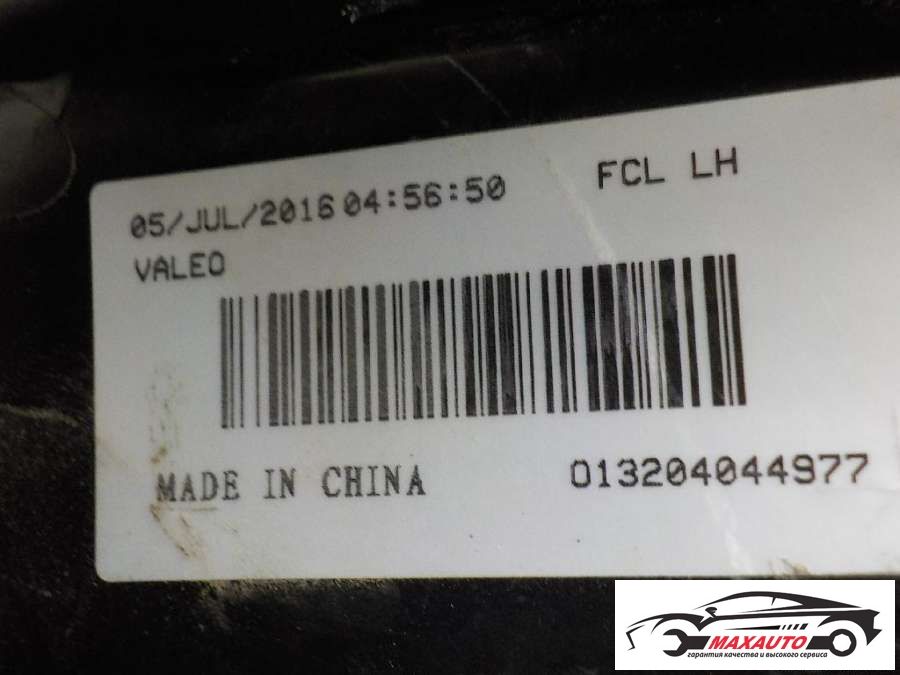 05/JUL/2016 04:56:50 FCL LH
VALEO
MADE IN CHINA 013204044977
MAXAUTO
гарантия качества и высокого сервиса